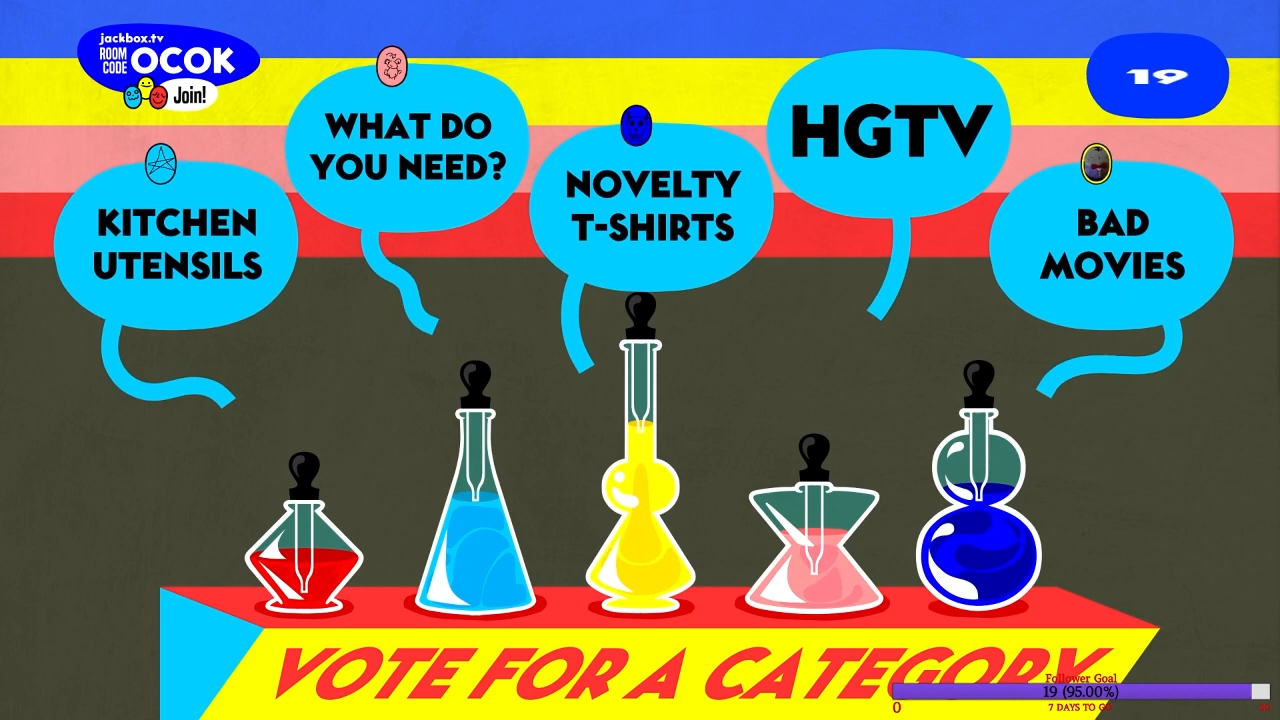 jackbox.tv
ROOM
CODE
OCOK
Join!
19
KITCHEN
UTENSILS
WHAT DO
YOU NEED?
NOVELTY
T-SHIRTS
HGTV
BAD
MOVIES
VOTE FOR A CATEGORY
Follower Goal
19 (95.00%)
0
7 DAYS TO GO
20